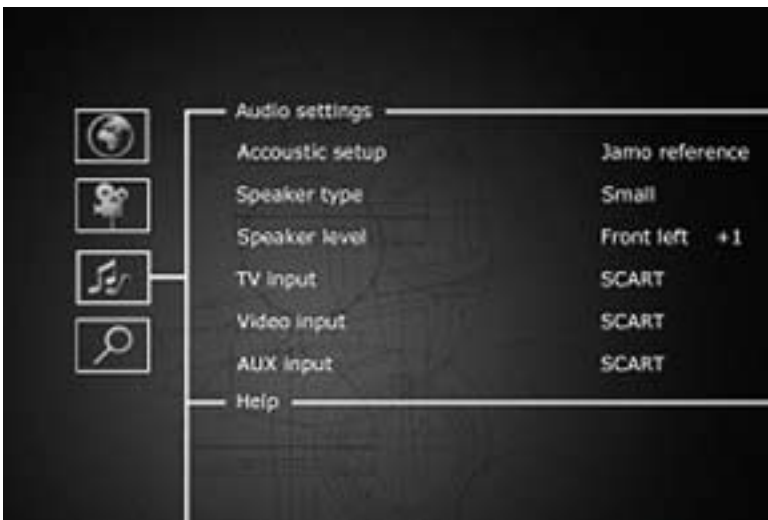 Audio settings
Accoustic setup Jamo reference
Speaker type Small
Speaker level Front left +1
TV input SCART
Video input SCART
AUX input SCART
Help